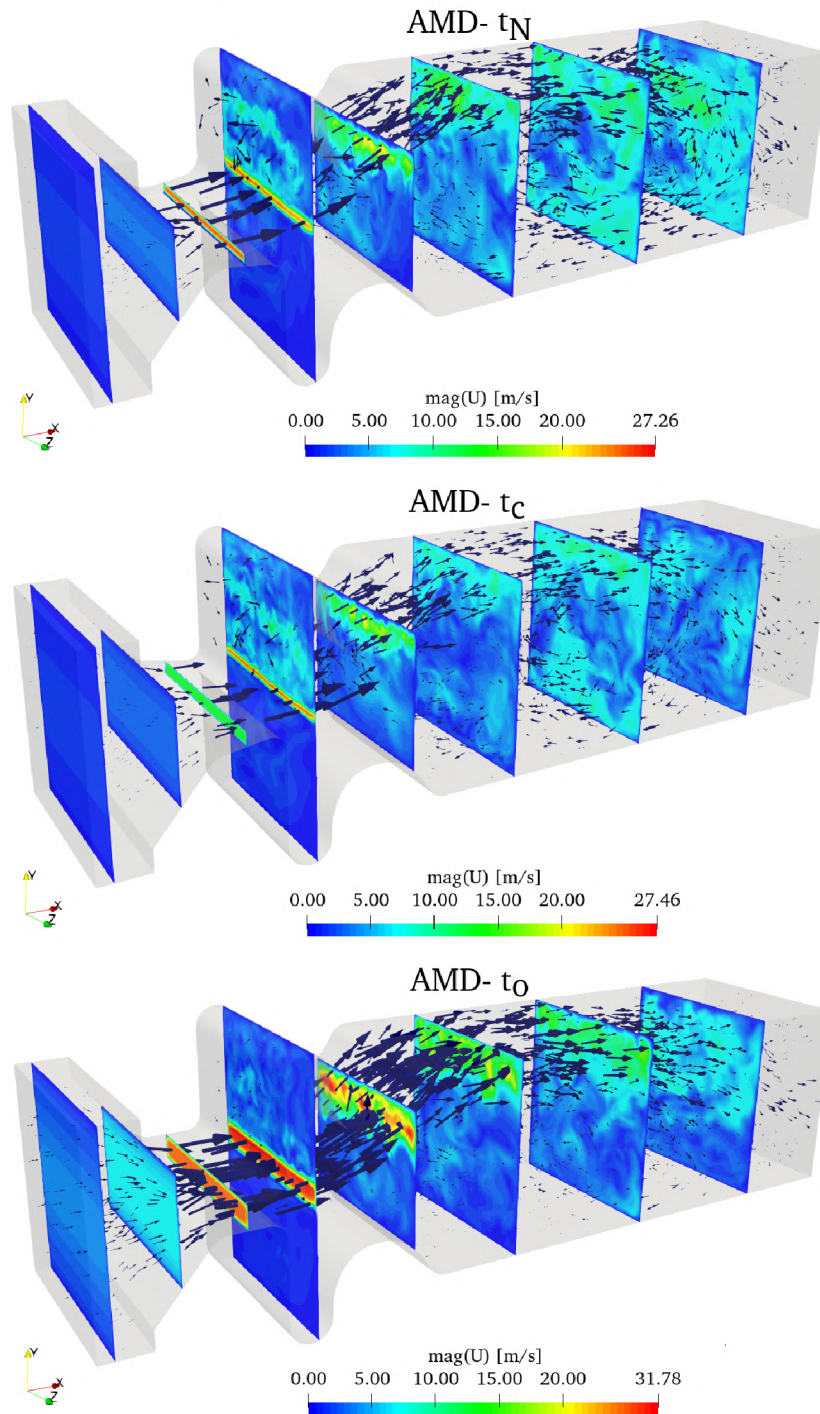 AMD- tN
Y
X
Z
mag(U) [m/s]
0.00 5.00 10.00 15.00 20.00 27.26
AMD- tc
Y
X
Z
mag(U) [m/s]
0.00 5.00 10.00 15.00 20.00 27.46
AMD- to
Y
X
Z
mag(U) [m/s]
0.00 5.00 10.00 15.00 20.00 31.78